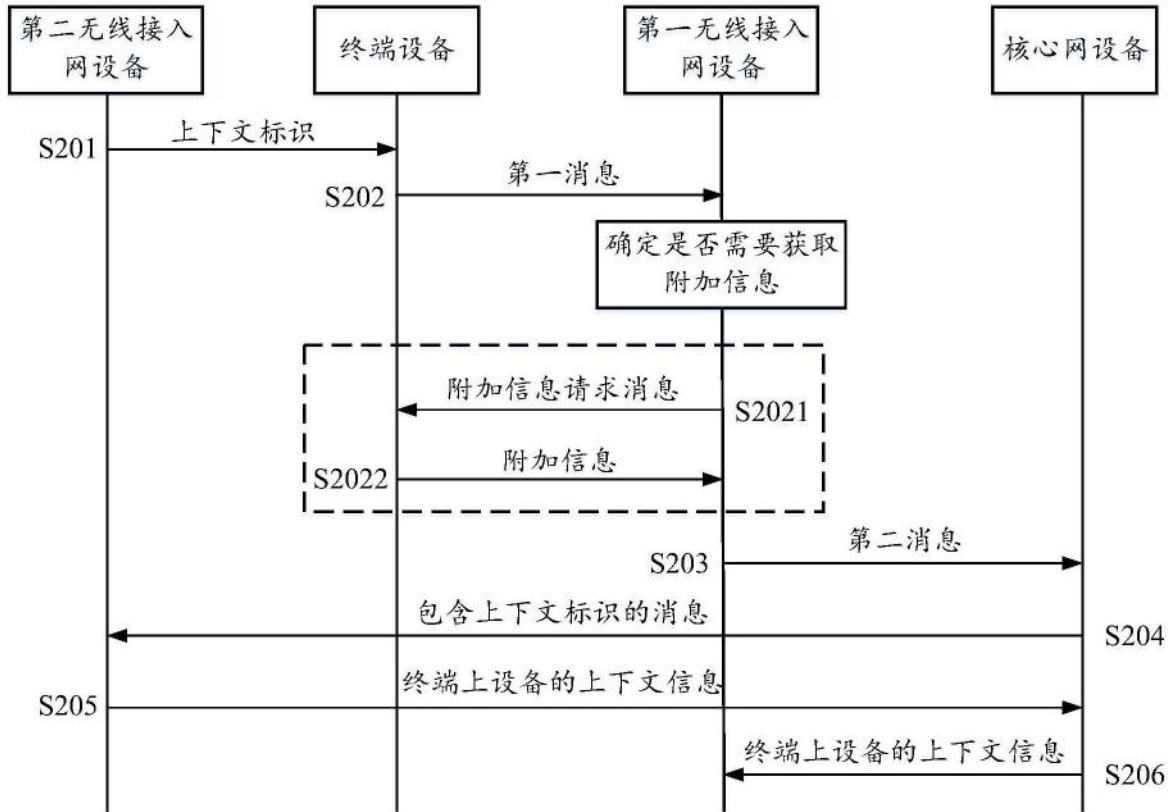 第二无线接入
网设备
终端设备
第一无线接入
网设备
核心网设备
S201
上下文标识
S202
第一消息
确定是否需要获取
附加信息
附加信息请求消息
S2021
S2022
附加信息
S203
第二消息
包含上下文标识的消息
S204
S205
终端上设备的上下文信息
终端上设备的上下文信息
S206